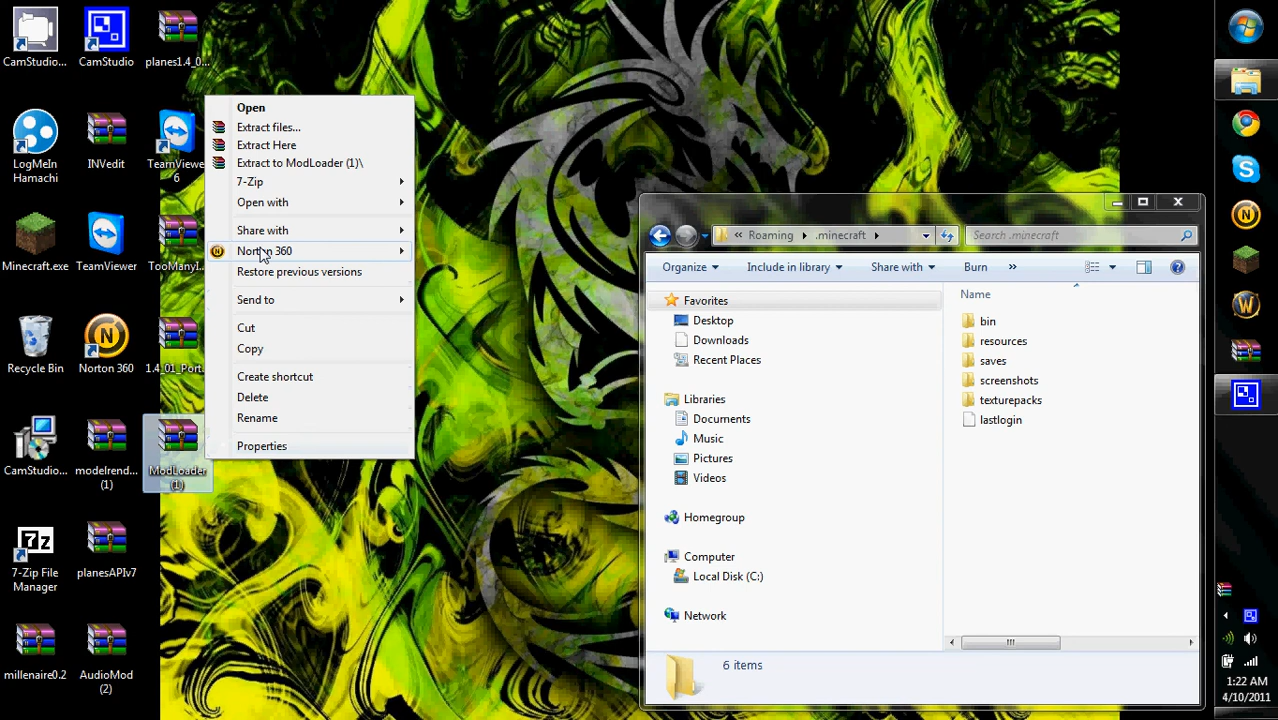 CamStudio...
CamStudio
planes1.4_0...
LogMeIn
Hamachi
INVedit
TeamViewe
6
Minecraft.exe
TeamViewer
TooManyI...
Recycle Bin
Norton 360
1.4_01_Port...
CamStudio...
modelrend...
(1)
ModLoader
(1)
7-Zip File
Manager
planesAPIv7
millenaire0.2
AudioMod
(2)
Open
Extract files...
Extract Here
Extract to ModLoader (1)\
7-Zip
Open with
Share with
Norton 360
Restore previous versions
Send to
Cut
Copy
Create shortcut
Delete
Rename
Properties
« Roaming
.minecraft
Search .minecraft
Organize
Include in library
Share with
Burn
»
Favorites
Desktop
Downloads
Recent Places
Libraries
Documents
Music
Pictures
Videos
Homegroup
Computer
Local Disk (C:)
Network
Name
bin
resources
saves
screenshots
texturepacks
lastlogin
6 items
1:22 AM
4/10/2011